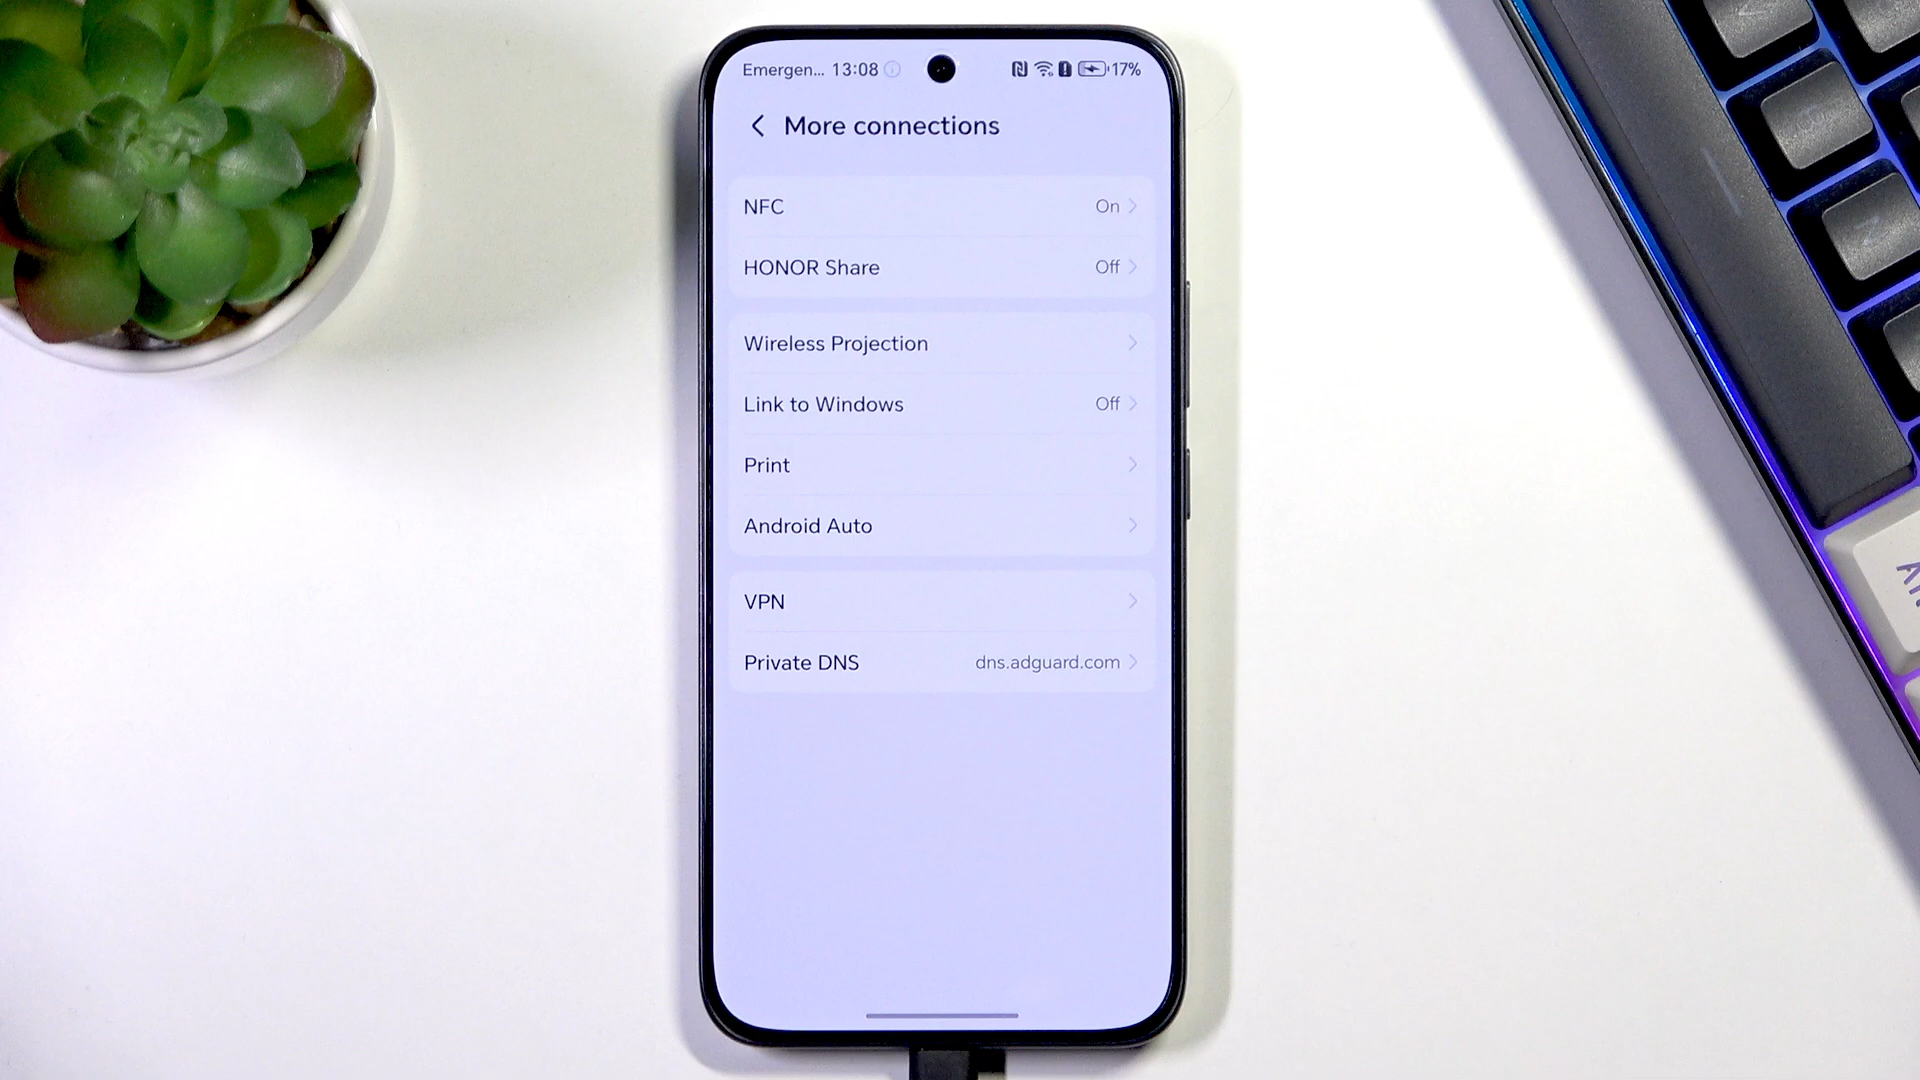 Emergen... 13:08 17%
More connections
NFC On
HONOR Share Off
Wireless Projection
Link to Windows Off
Print
Android Auto
VPN
Private DNS dns.adguard.com